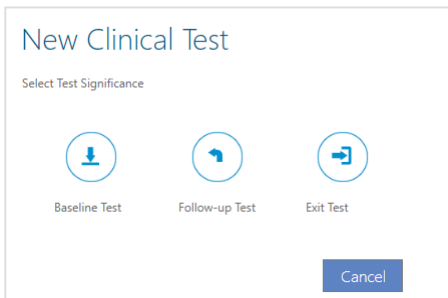 New Clinical Test
Select Test Significance
Baseline Test
Follow-up Test
Exit Test
Cancel